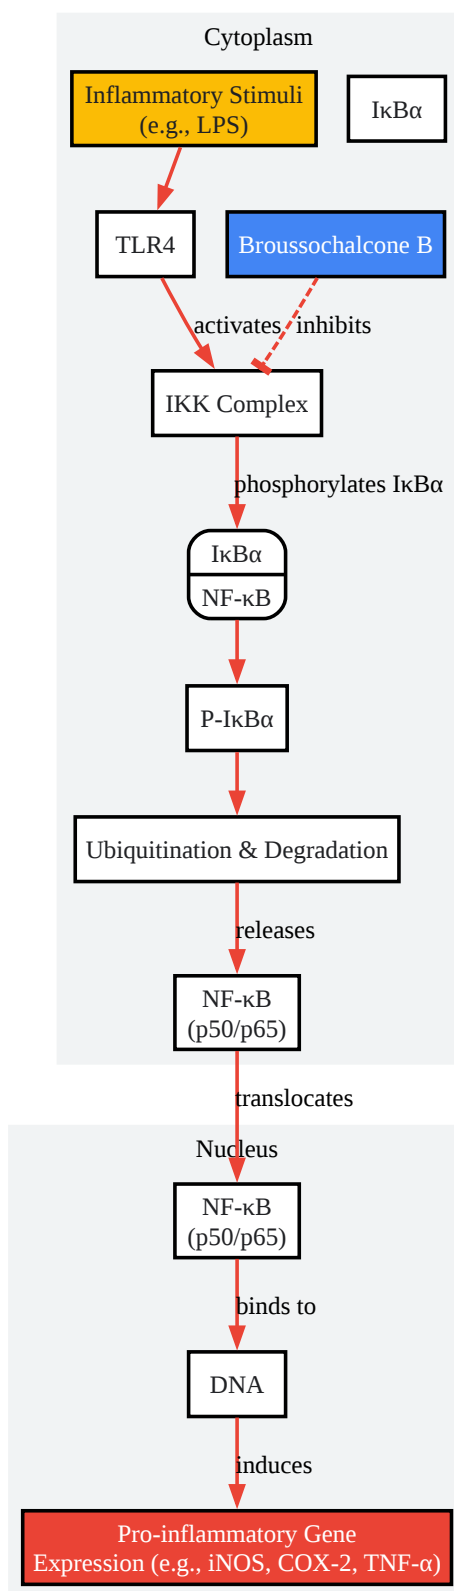 Cytoplasm
Inflammatory Stimuli
(e.g., LPS)
IκBα
TLR4
Broussochalcone B
activates
inhibits
IKK Complex
phosphorylates IκBα
IκBα
NF-κB
P-IκBα
Ubiquitination & Degradation
releases
NF-κB
(p50/p65)
translocates
Nucleus
NF-κB
(p50/p65)
binds to
DNA
induces
Pro-inflammatory Gene
Expression (e.g., iNOS, COX-2, TNF-α)